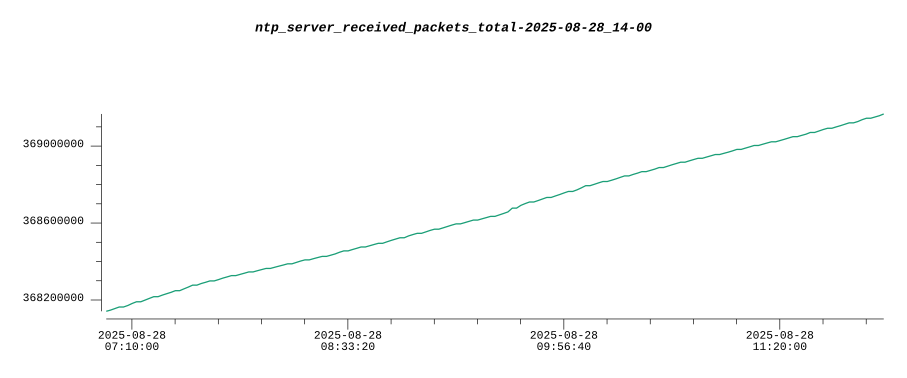 ntp_server_received_packets_total-2025-08-28_14-00
369000000
368600000
368200000
2025-08-28 2025-08-28 2025-08-28 2025-08-28
07:10:00 08:33:20 09:56:40 11:20:00